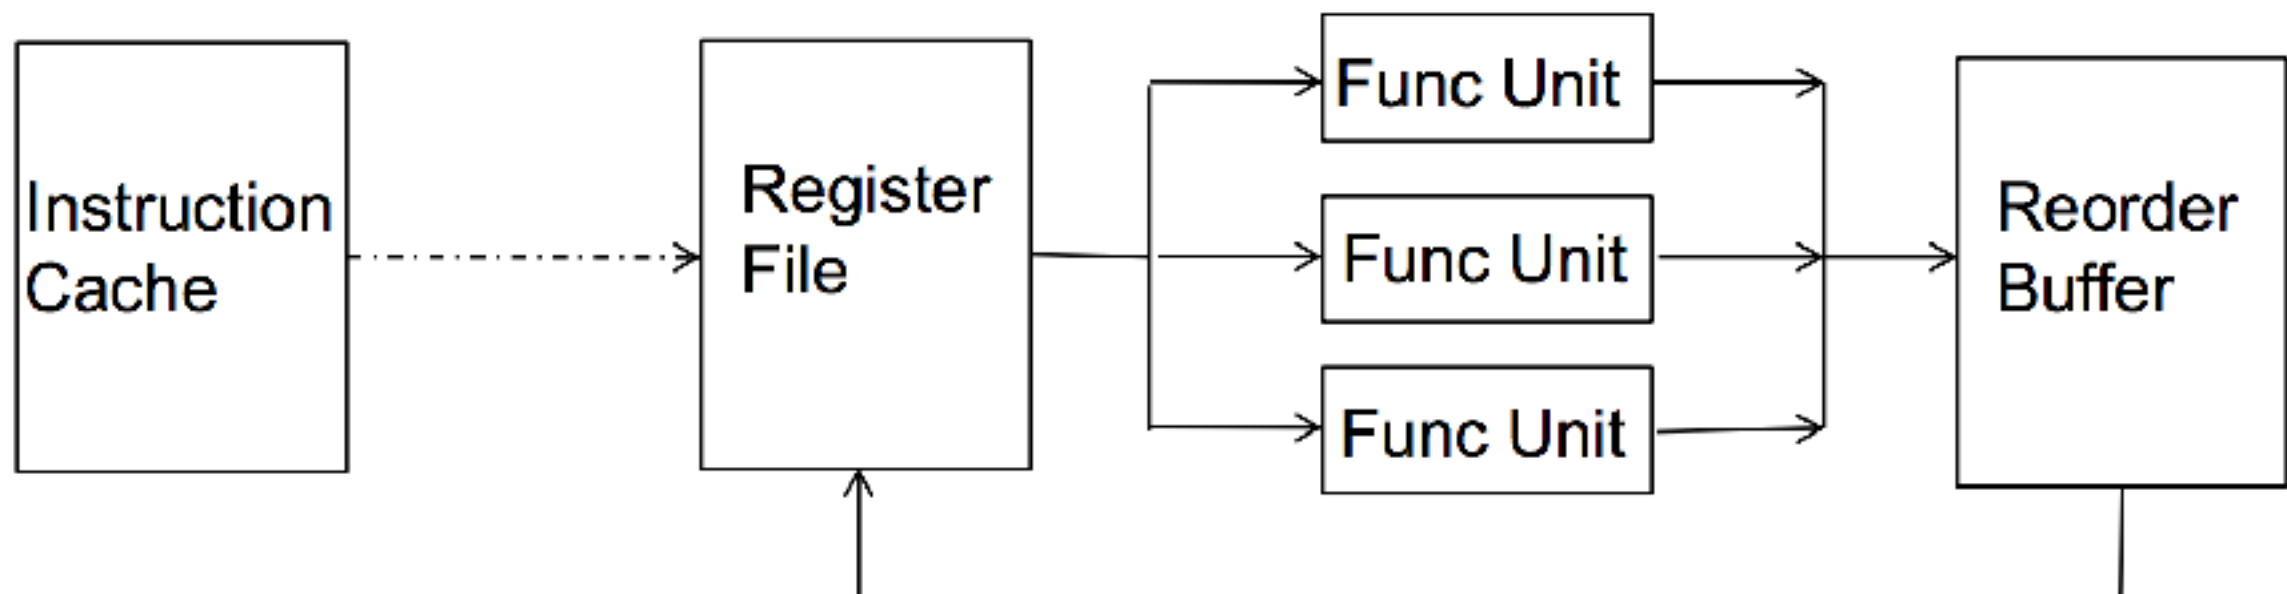 Instruction
Cache
Register
File
Func Unit
Func Unit
Func Unit
Reorder
Buffer